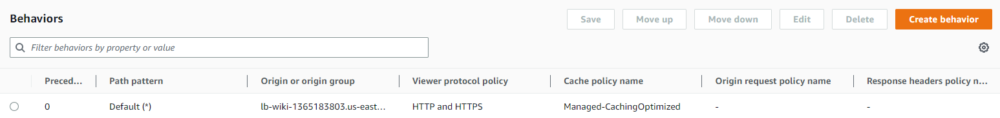 Behaviors
Save Move up Move down Edit Delete Create behavior
Filter behaviors by property or value
Preced... Path pattern Origin or origin group Viewer protocol policy Cache policy name Origin request policy name Response headers policy n...
0 Default (*) lb-wiki-1365183803.us-east... HTTP and HTTPS Managed-CachingOptimized - -